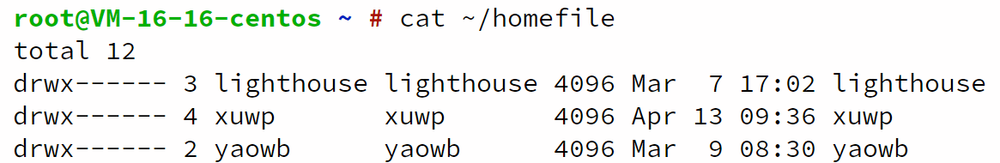 root@VM-16-16-centos ~ # cat ~/homefile
total 12
drwx------ 3 lighthouse lighthouse 4096 Mar  7 17:02 lighthouse
drwx------ 4 xuwp       xuwp       4096 Apr 13 09:36 xuwp
drwx------ 2 yaowb      yaowb      4096 Mar  9 08:30 yaowb